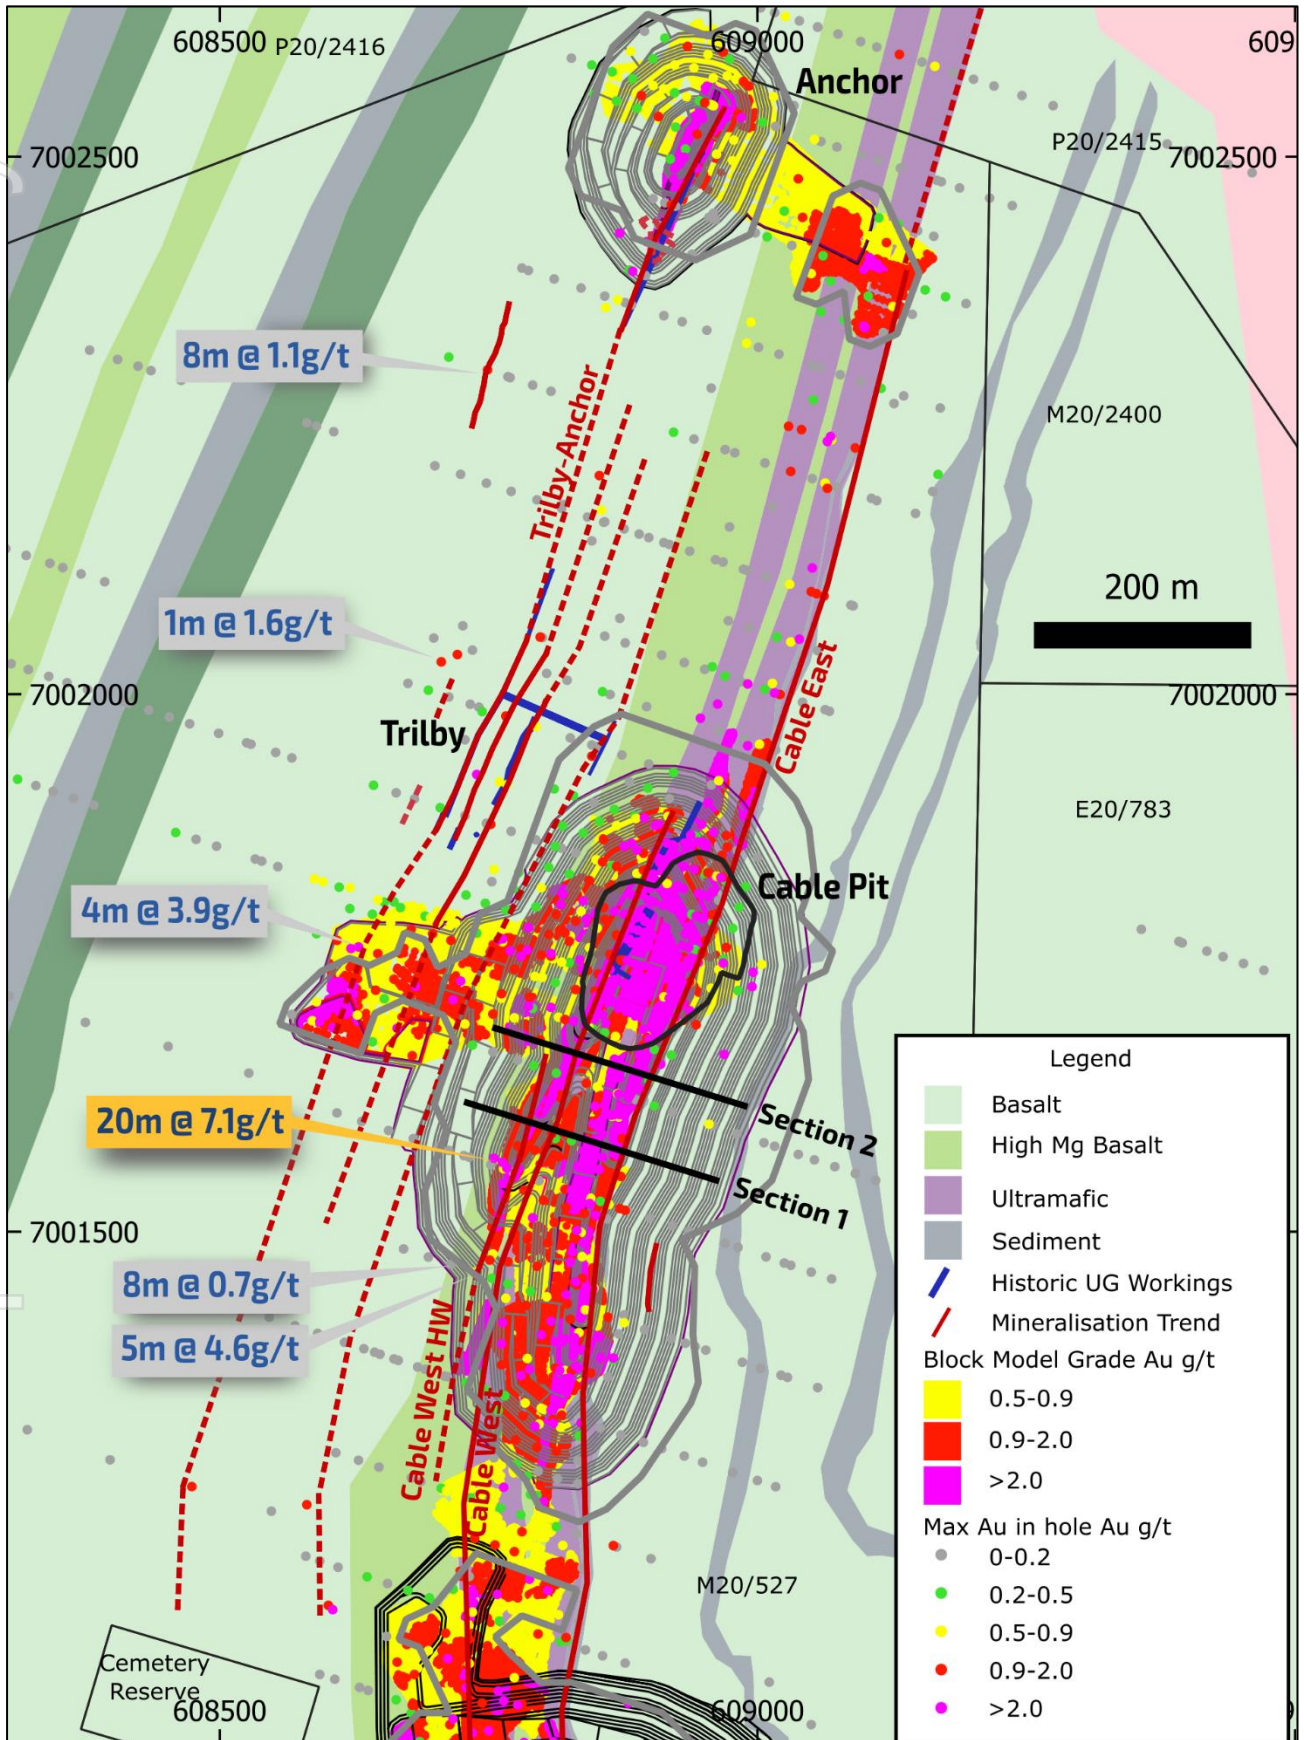 608500
P20/2416
609000
609
Anchor
7002500
P20/2415
7002500
8m @ 1.1g/t
Trilby-Anchor
M20/2400
200 m
1m @ 1.6g/t
Cable East
7002000
7002000
Trilby
E20/783
Cable Pit
4m @ 3.9g/t
20m @ 7.1g/t
Section 2
Section 1
7001500
8m @ 0.7g/t
5m @ 4.6g/t
Cable West HW
Cable West
M20/527
Cemetery
Reserve
608500
609000
Legend
Basalt
High Mg Basalt
Ultramafic
Sediment
Historic UG Workings
Mineralisation Trend
Block Model Grade Au g/t
0.5-0.9
0.9-2.0
>2.0
Max Au in hole Au g/t
0-0.2
0.2-0.5
0.5-0.9
0.9-2.0
>2.0